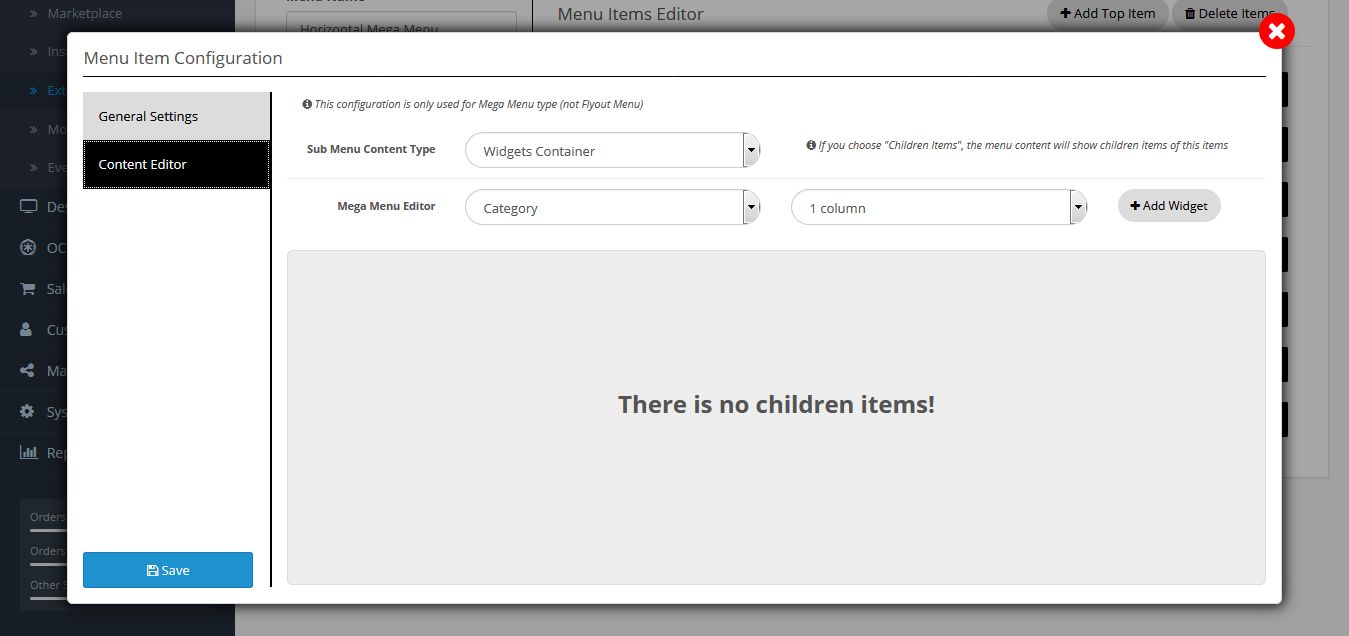 Marketplace
Menu Items Editor
Add Top Item
Delete Items
Horizontal Mega Menu
Menu Item Configuration
General Settings
Content Editor
This configuration is only used for Mega Menu type (not Flyout Menu)
Sub Menu Content Type
Widgets Container
If you choose "Children Items", the menu content will show children items of this items
Mega Menu Editor
Category
1 column
Add Widget
There is no children items!
Save
Ins
Ext
Mo
Eve
Des
OC
Sal
Cus
Ma
Sys
Rep
Orders
Orders
Other S